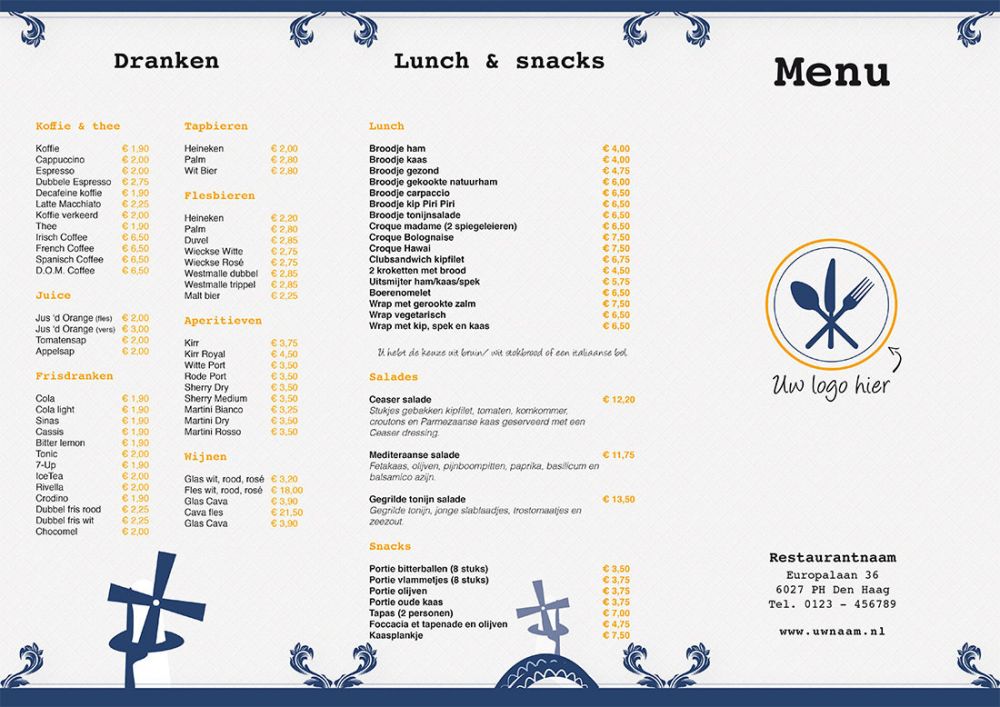 Dranken
Koffie & thee
Koffie € 1,90
Cappuccino € 2,00
Espresso € 2,00
Dubbele Espresso € 2,75
Decafeine koffie € 1,90
Latte Macchiato € 2,25
Koffie verkeerd € 2,00
Thee € 1,90
Irisch Coffee € 6,50
French Coffee € 6,50
Spanisch Coffee € 6,50
D.O.M. Coffee € 6,50
Juice
Jus 'd Orange (fles) € 2,00
Jus 'd Orange (vers) € 3,00
Tomatensap € 2,00
Appelsap € 2,00
Frisdranken
Cola € 1,90
Cola light € 1,90
Sinas € 1,90
Cassis € 1,90
Bitter lemon € 1,90
Tonic € 2,00
7-Up € 1,90
IceTea € 2,00
Rivella € 2,00
Crodino € 1,90
Dubbel fris rood € 2,25
Dubbel fris wit € 2,25
Chocomel € 2,00
Tapbieren
Heineken € 2,00
Palm € 2,80
Wit Bier € 2,80
Flesbieren
Heineken € 2,20
Palm € 2,80
Duvel € 2,85
Wieckse Witte € 2,75
Wieckse Rosé € 2,75
Westmalle dubbel € 2,85
Westmalle trippel € 2,85
Malt bier € 2,25
Aperitieven
Kirr € 3,75
Kirr Royal € 4,50
Witte Port € 3,50
Rode Port € 3,50
Sherry Dry € 3,50
Sherry Medium € 3,50
Martini Bianco € 3,25
Martini Dry € 3,50
Martini Rosso € 3,50
Wijnen
Glas wit, rood, rosé € 3,20
Fles wit, rood, rosé € 18,00
Glas Cava € 3,90
Cava fles € 21,50
Glas Cava € 3,90
Lunch & snacks
Lunch
Broodje ham € 4,00
Broodje kaas € 4,00
Broodje gezond € 4,75
Broodje gekookte natuurham € 6,00
Broodje carpaccio € 6,50
Broodje kip Piri Piri € 6,50
Broodje tonijnsalade € 6,50
Croque madame (2 spiegeleieren) € 6,50
Croque Bolognaise € 7,50
Croque Hawai € 7,50
Clubsandwich kipfilet € 6,75
2 kroketten met brood € 4,50
Uitsmijter ham/kaas/spek € 5,75
Boerenomelet € 6,50
Wrap met gerookte zalm € 7,50
Wrap vegetarisch € 6,50
Wrap met kip, spek en kaas € 6,50
U hebt de keuze uit bruin/ wit stokbrood of een italiaanse bol.
Salades
Ceaser salade € 12,20
Stukjes gebakken kipfilet, tomaten, komkommer,
croutons en Parmezaanse kaas geserveerd met een
Ceaser dressing.
Mediteraanse salade € 11,75
Fetakaas, olijven, pijnboompitten, paprika, basilicum en
balsamico azijn.
Gegrilde tonijn salade € 13,50
Gegrilde tonijn, jonge slablaadjes, trostomaatjes en
zeezout.
Snacks
Portie bitterballen (8 stuks) € 3,50
Portie vlammetjes (8 stuks) € 3,75
Portie olijven € 3,75
Portie oude kaas € 3,75
Tapas (2 personen) € 7,00
Foccacia et tapenade en olijven € 4,75
Kaasplankje € 7,50
Menu
Uw logo hier
Restaurantnaam
Europalaan 36
6027 PH Den Haag
Tel. 0123 - 456789
www.uwnaam.nl